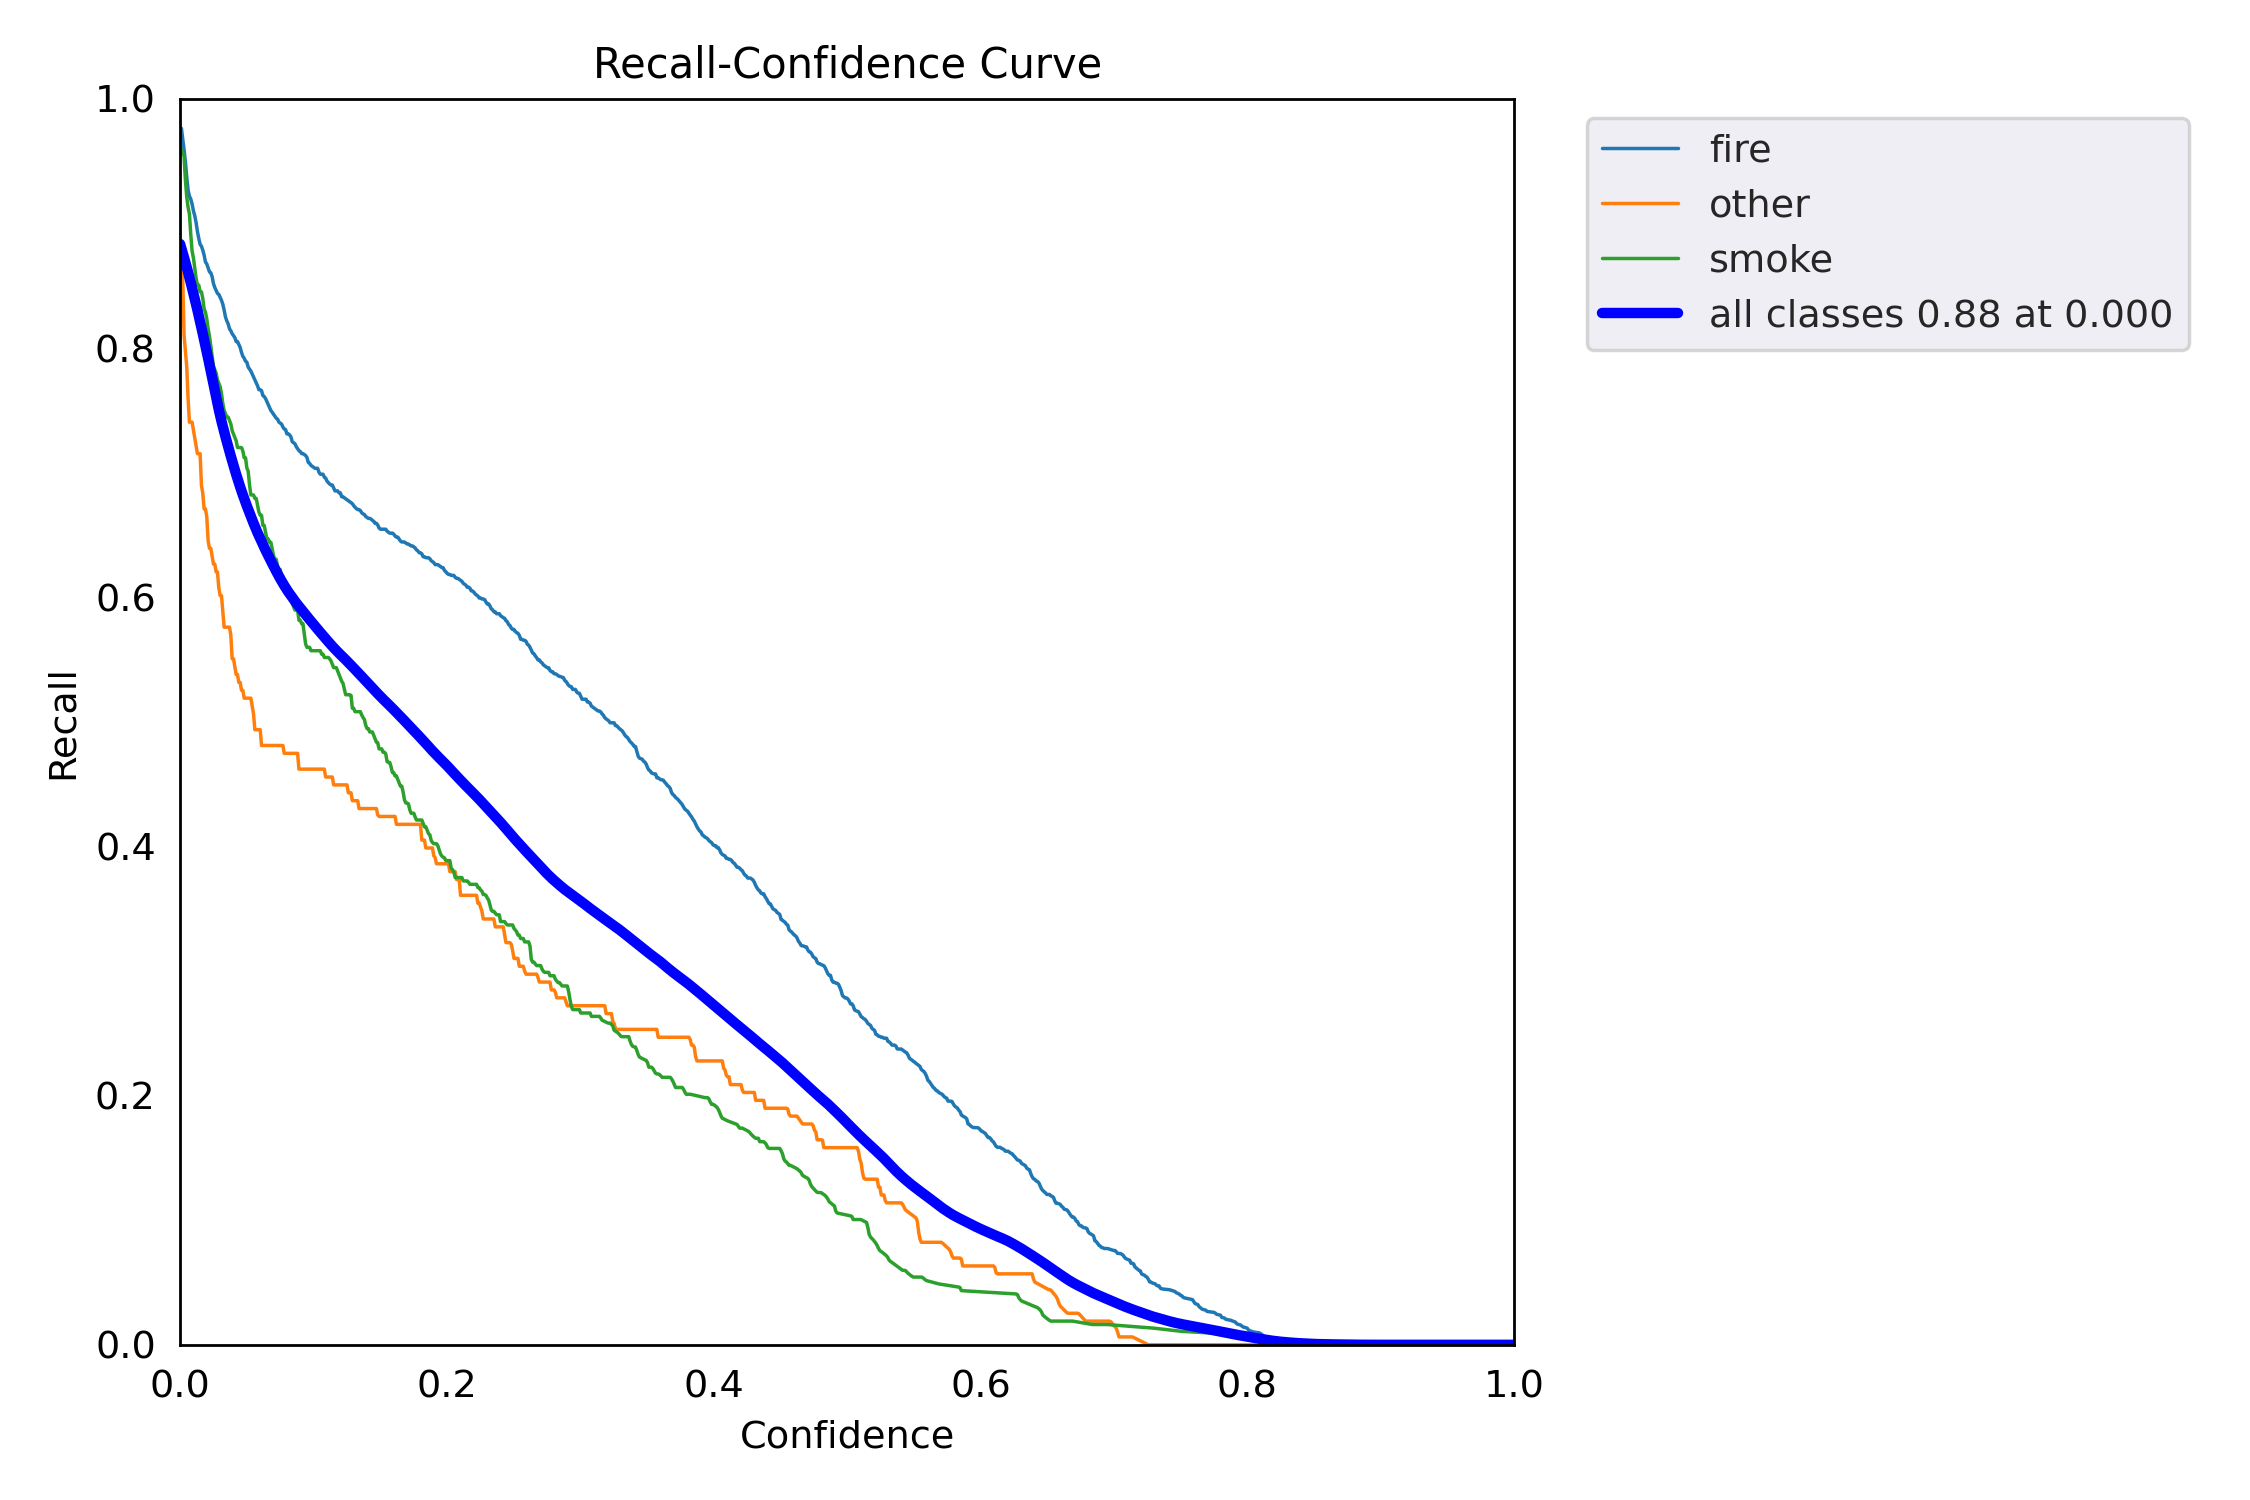 Recall-Confidence Curve
1.0
0.8
0.6
0.4
0.2
0.0
Recall
0.0 0.2 0.4 0.6 0.8 1.0
Confidence
fire
other
smoke
all classes 0.88 at 0.000